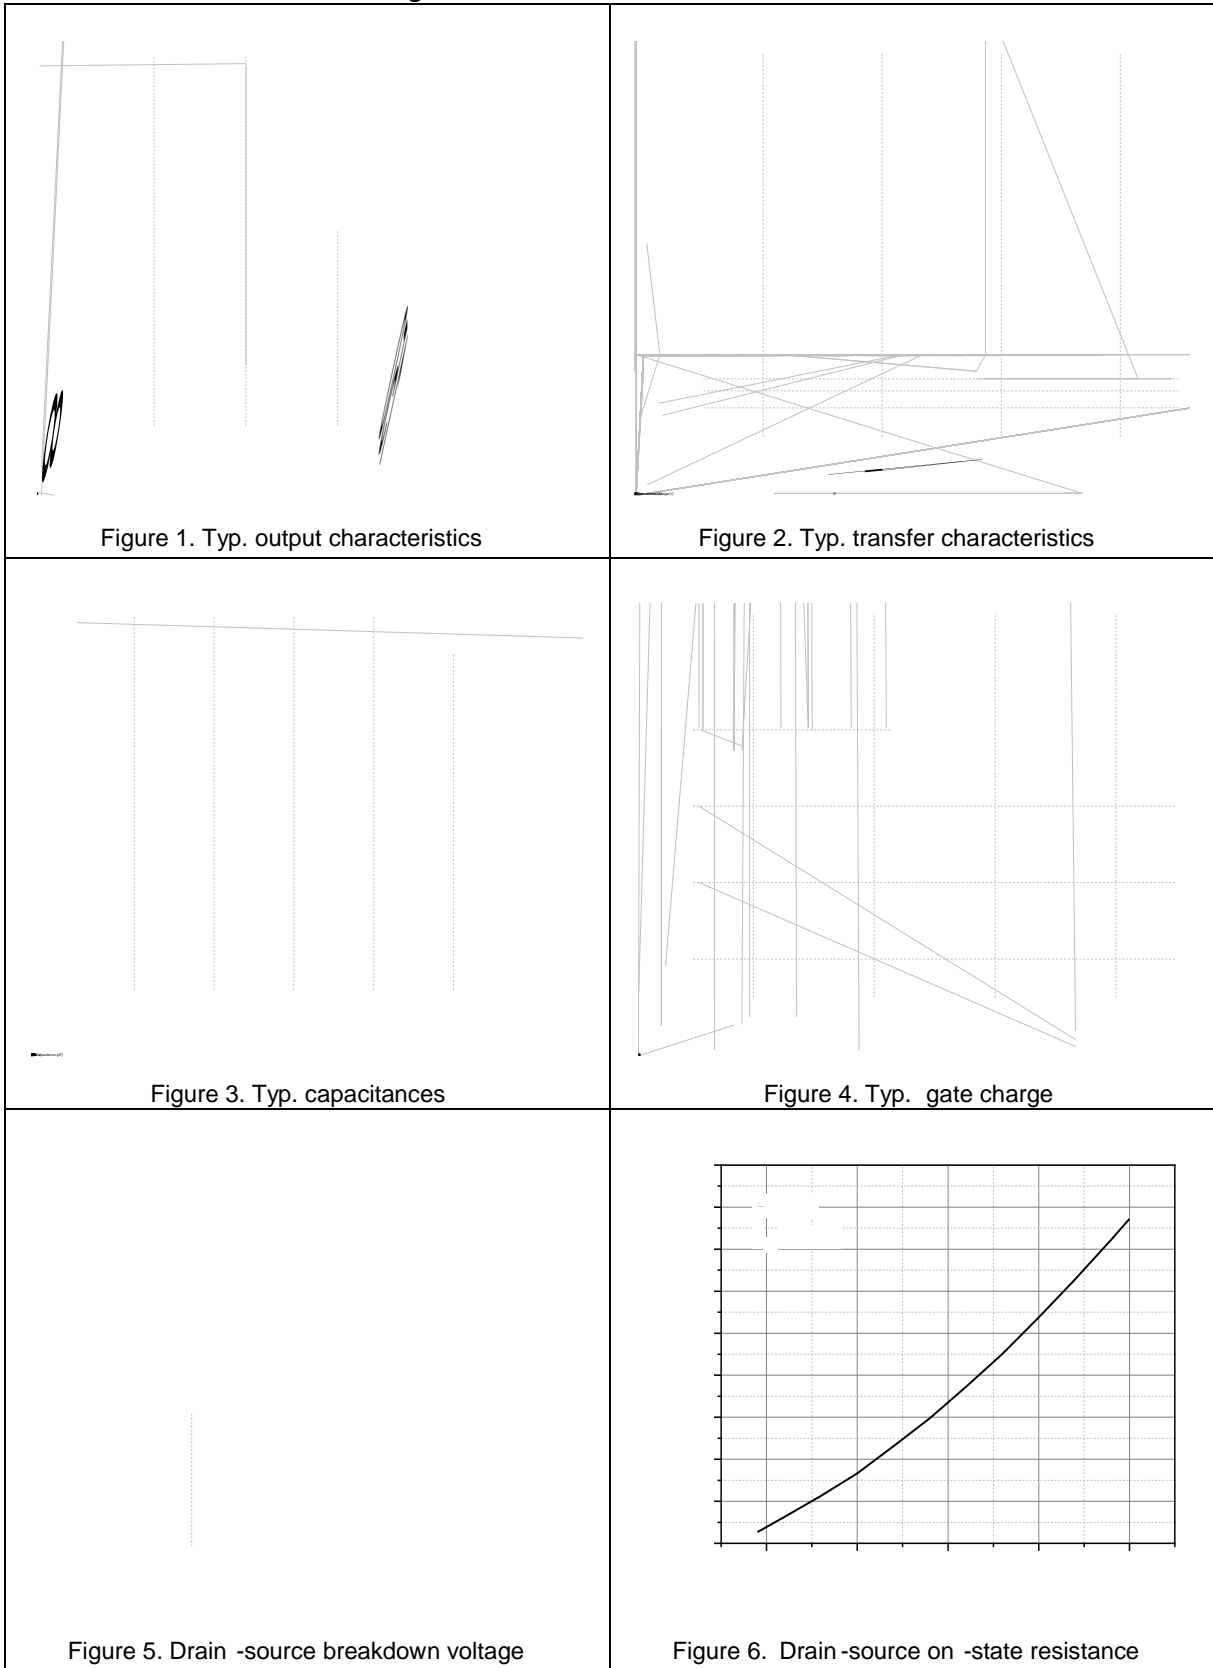 Figure 1. Typ. output characteristics
Figure 2. Typ. transfer characteristics
Figure 3. Typ. capacitances
Figure 4. Typ. gate charge
Figure 5. Drain -source breakdown voltage
Figure 6. Drain -source on -state resistance